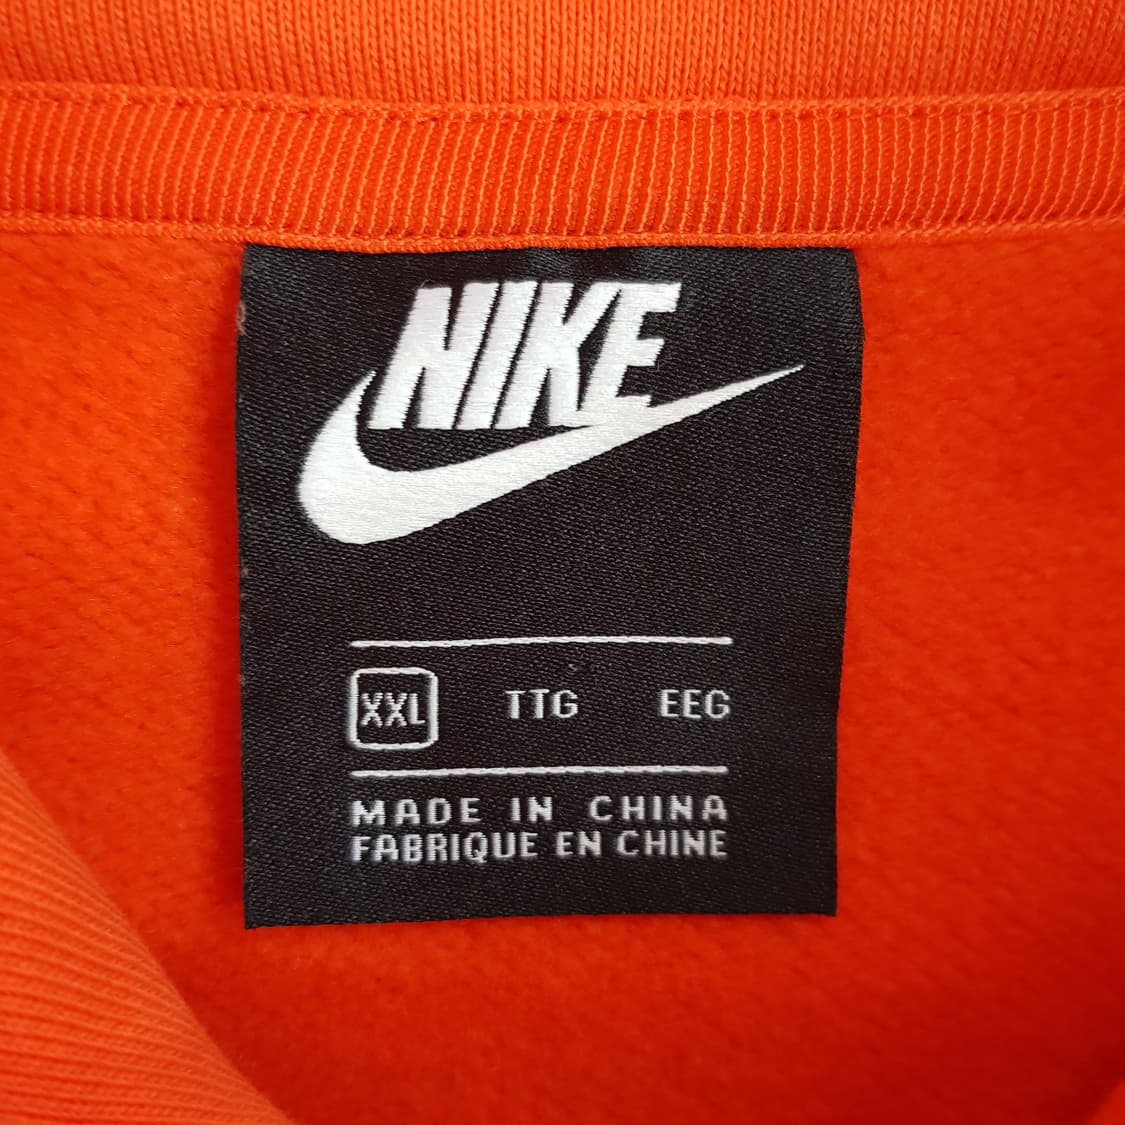 NIKE
XXL TTG EEG
MADE IN CHINA
FABRIQUE EN CHINE